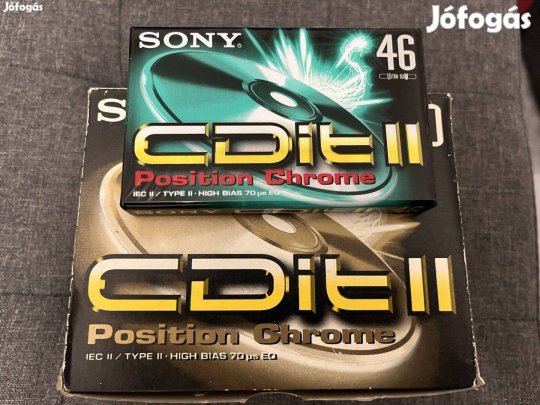 Jófogás
Jófogás
SONY
46
CDit II
Position Chrome
IEC II / TYPE II · HIGH BIAS 70 µs EQ
CDit II
Position Chrome
IEC II / TYPE II · HIGH BIAS 70 µs EQ